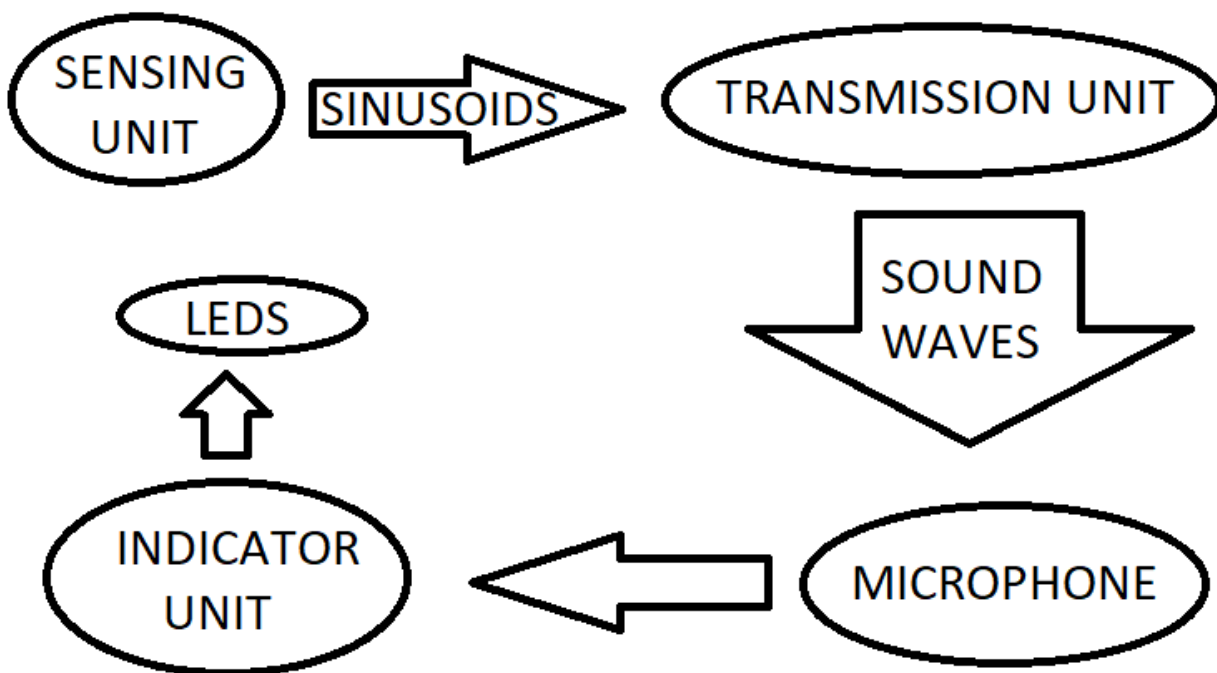 SENSING
UNIT
SINUSOIDS
TRANSMISSION UNIT
SOUND
WAVES
MICROPHONE
INDICATOR
UNIT
LEDS